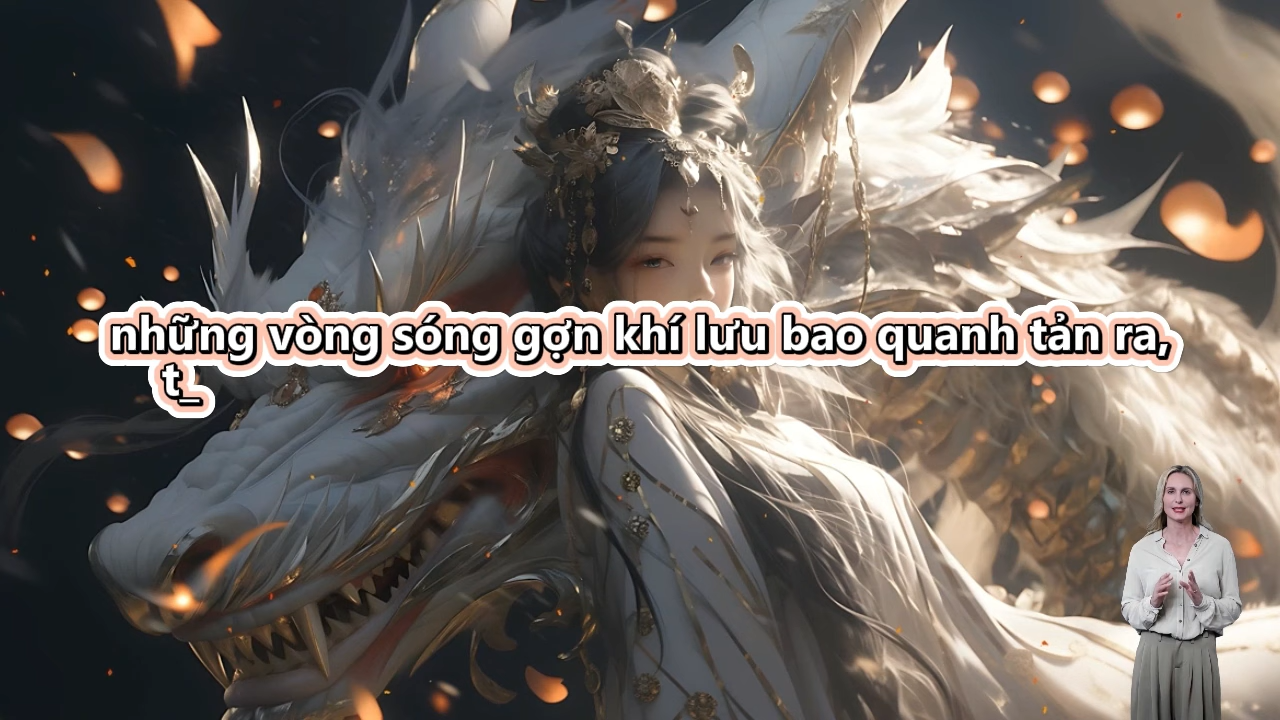 những vòng sóng gợn khí lưu bao quanh tản ra,
t_